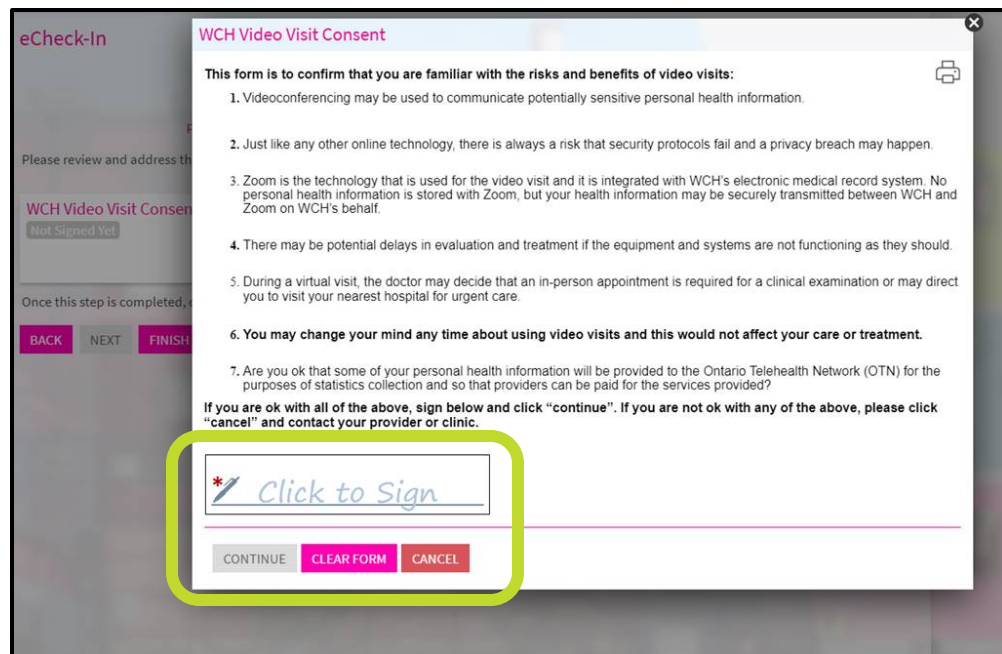 eCheck-In
WCH Video Visit Consent
This form is to confirm that you are familiar with the risks and benefits of video visits:
1. Videoconferencing may be used to communicate potentially sensitive personal health information.
2. Just like any other online technology, there is always a risk that security protocols fail and a privacy breach may happen.
Please review and address th
3. Zoom is the technology that is used for the video visit and it is integrated with WCH's electronic medical record system. No
personal health information is stored with Zoom, but your health information may be securely transmitted between WCH and
Zoom on WCH's behalf.
WCH Video Visit Consen
Not Signed Yet
4. There may be potential delays in evaluation and treatment if the equipment and systems are not functioning as they should.
5. During a virtual visit, the doctor may decide that an in-person appointment is required for a clinical examination or may direct
you to visit your nearest hospital for urgent care.
Once this step is completed,
BACK NEXT FINISH
6. You may change your mind any time about using video visits and this would not affect your care or treatment.
7. Are you ok that some of your personal health information will be provided to the Ontario Telehealth Network (OTN) for the
purposes of statistics collection and so that providers can be paid for the services provided?
If you are ok with all of the above, sign below and click “continue”. If you are not ok with any of the above, please click
“cancel” and contact your provider or clinic.
* Click to Sign
CONTINUE CLEAR FORM CANCEL